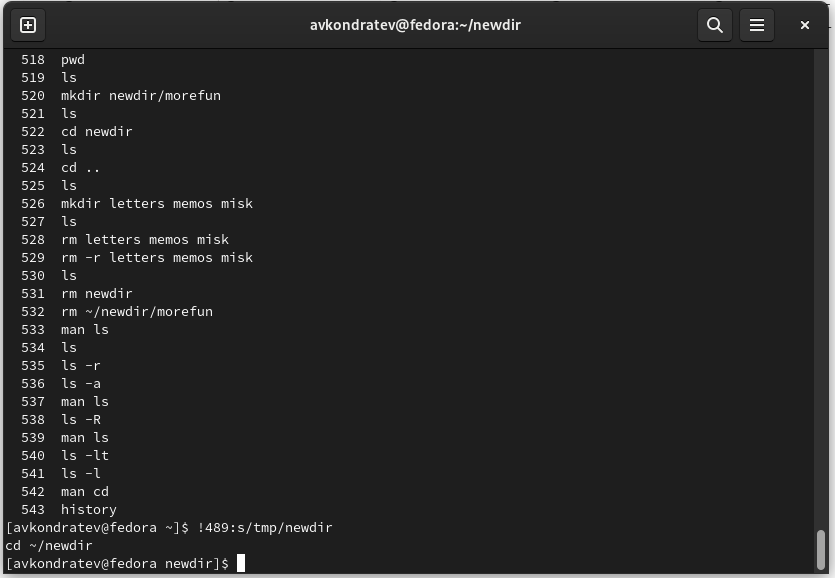 avkondratev@fedora:~/newdir
518 pwd
519 ls
520 mkdir newdir/morefun
521 ls
522 cd newdir
523 ls
524 cd ..
525 ls
526 mkdir letters memos misk
527 ls
528 rm letters memos misk
529 rm -r letters memos misk
530 ls
531 rm newdir
532 rm ~/newdir/morefun
533 man ls
534 ls
535 ls -r
536 ls -a
537 man ls
538 ls -R
539 man ls
540 ls -lt
541 ls -l
542 man cd
543 history
[avkondratev@fedora ~]$ !489:s/tmp/newdir
cd ~/newdir
[avkondratev@fedora newdir]$